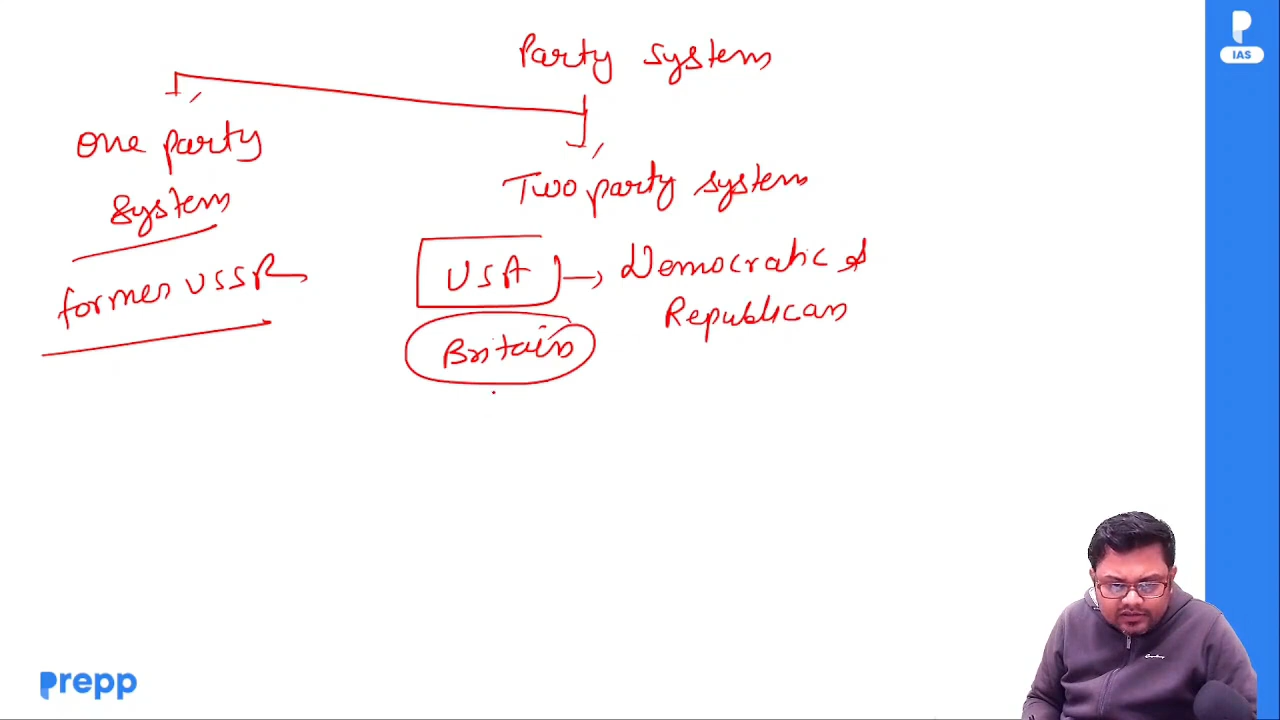 Party system
One party
system
former USSR
Two party system
USA → Democratic &
Republican
Britain
IAS
Prepp